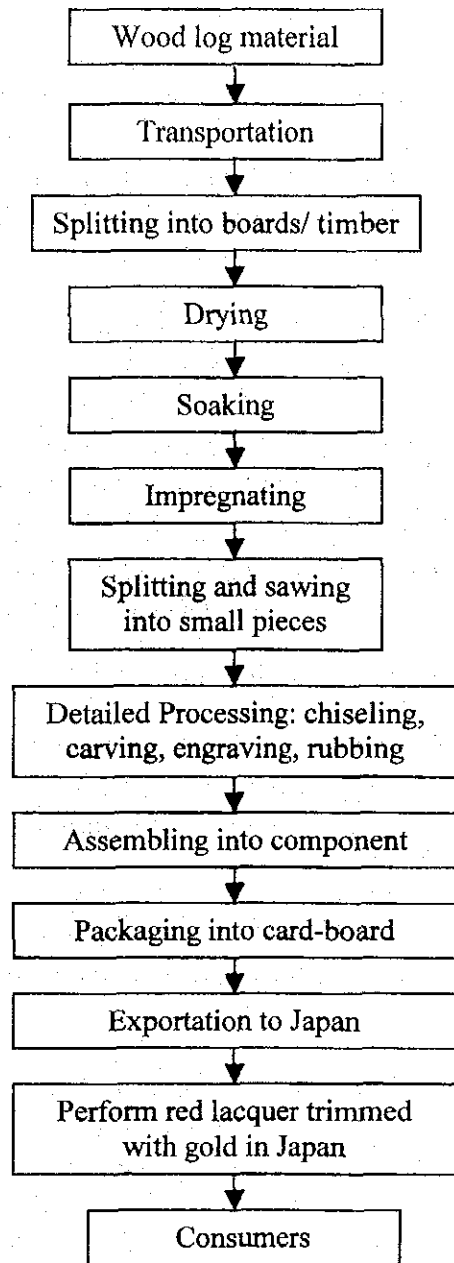 Wood log material
Transportation
Splitting into boards/ timber
Drying
Soaking
Impregnating
Splitting and sawing
into small pieces
Detailed Processing: chiseling,
carving, engraving, rubbing
Assembling into component
Packaging into card-board
Exportation to Japan
Perform red lacquer trimmed
with gold in Japan
Consumers